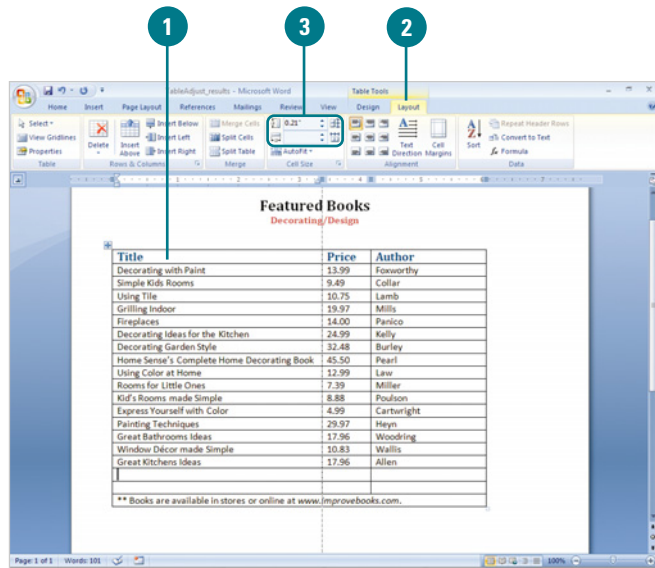 1 3 2
ableAdjust_results - Microsoft Word Table Tools
Home Insert Page Layout References Mailings Review View Design Layout
Select
View Gridlines
Properties
Table
Delete
Insert Above
Insert Below
Insert Left
Insert Right
Rows & Columns
Merge Cells
Split Cells
Split Table
Merge
0.21"
AutoFit
Cell Size
Text Direction
Cell Margins
Alignment
Sort
Repeat Header Rows
Convert to Text
Formula
Data
Featured Books
Decorating/Design
Title Price Author
Decorating with Paint 13.99 Foxworthy
Simple Kids Rooms 9.49 Collar
Using Tile 10.75 Lamb
Grilling Indoor 19.97 Mills
Fireplaces 14.00 Panico
Decorating Ideas for the Kitchen 24.99 Kelly
Decorating Garden Style 32.48 Burley
Home Sense's Complete Home Decorating Book 45.50 Pearl
Using Color at Home 12.99 Law
Rooms for Little Ones 7.39 Miller
Kid's Rooms made Simple 8.88 Poulson
Express Yourself with Color 4.99 Cartwright
Painting Techniques 29.97 Heyn
Great Bathrooms Ideas 17.96 Woodring
Window Décor made Simple 10.83 Wallis
Great Kitchens Ideas 17.96 Allen
** Books are available in stores or online at www.improvebooks.com.
Page: 1 of 1 Words: 101 100%